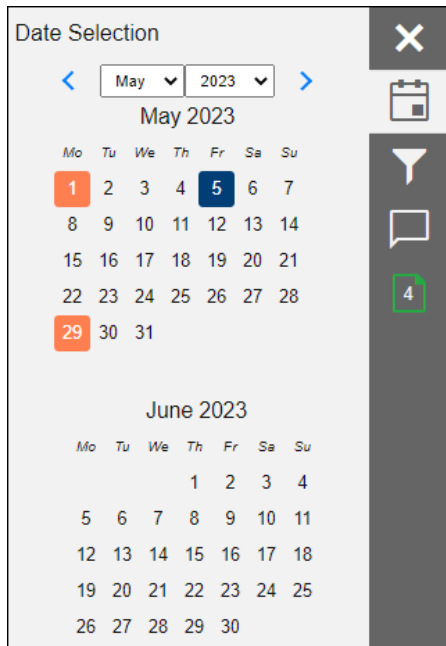 Date Selection
May 2023
May 2023
Mo Tu We Th Fr Sa Su
1 2 3 4 5 6 7
8 9 10 11 12 13 14
15 16 17 18 19 20 21
22 23 24 25 26 27 28
29 30 31
4
June 2023
Mo Tu We Th Fr Sa Su
1 2 3 4
5 6 7 8 9 10 11
12 13 14 15 16 17 18
19 20 21 22 23 24 25
26 27 28 29 30